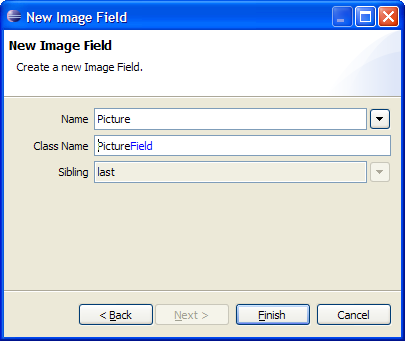 New Image Field
New Image Field
Create a new Image Field.
Name Picture
Class Name PictureField
Sibling last
< Back Next > Finish Cancel